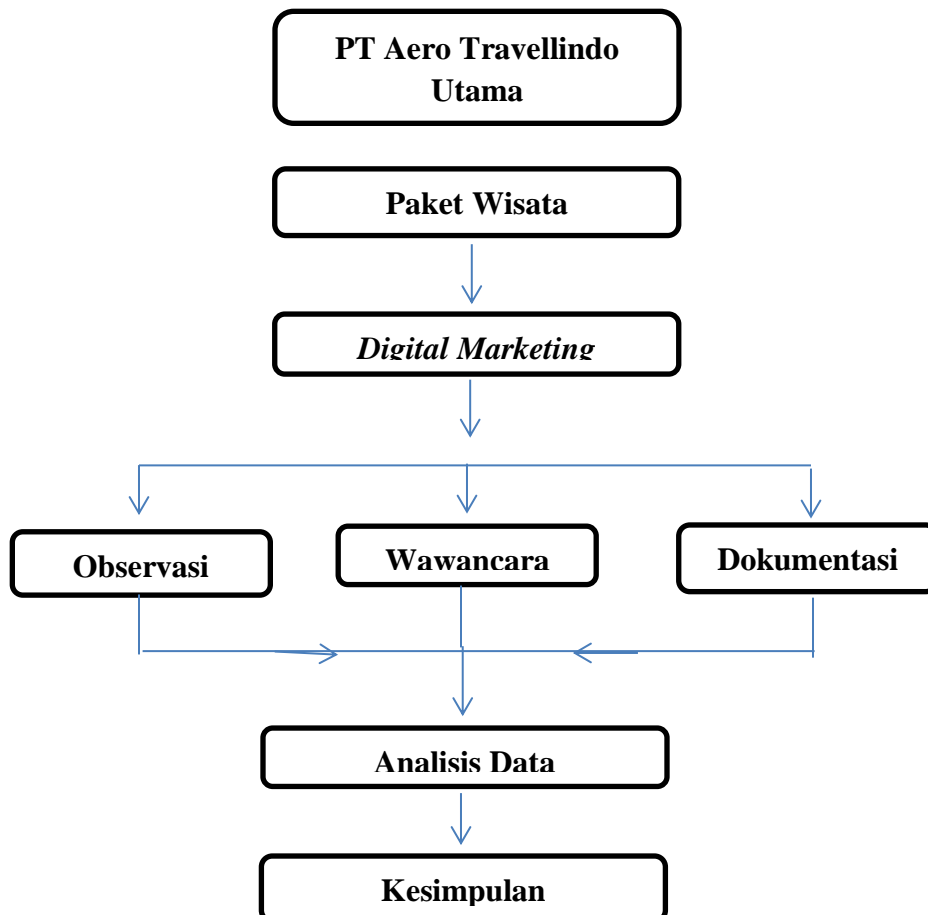 PT Aero Travellindo
Utama
Paket Wisata
Digital Marketing
Observasi
Wawancara
Dokumentasi
Analisis Data
Kesimpulan